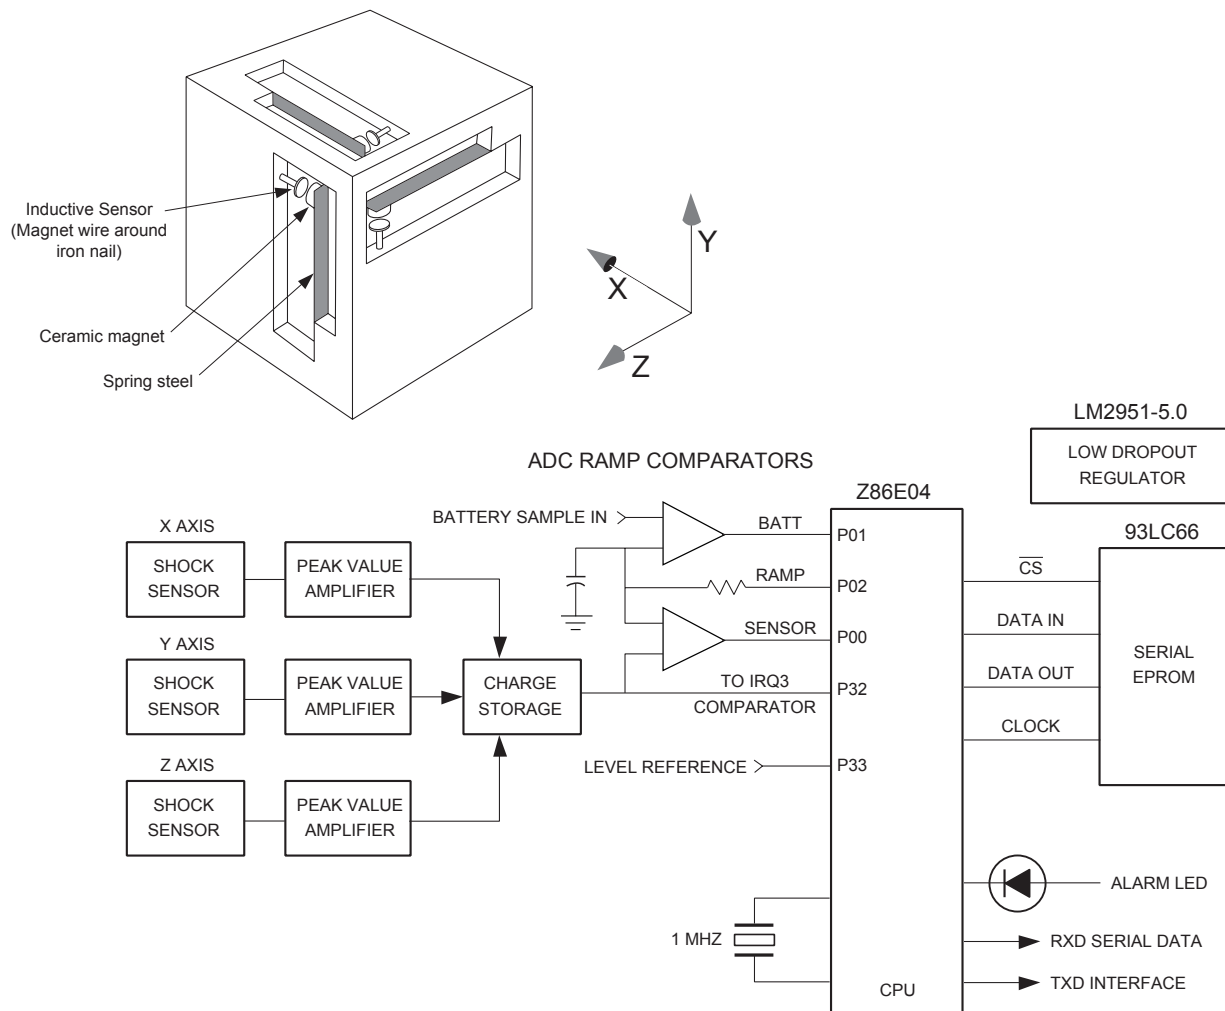 Inductive Sensor
(Magnet wire around
iron nail)
Ceramic magnet
Spring steel
Y
X
Z
LM2951-5.0
LOW DROPOUT
REGULATOR
ADC RAMP COMPARATORS
Z86E04
93LC66
BATTERY SAMPLE IN
BATT
P01
X AXIS
SHOCK
SENSOR
PEAK VALUE
AMPLIFIER
RAMP
P02
CS
DATA IN
SENSOR
P00
Y AXIS
SHOCK
SENSOR
PEAK VALUE
AMPLIFIER
CHARGE
STORAGE
TO IRQ3
COMPARATOR
P32
DATA OUT
SERIAL
EPROM
CLOCK
LEVEL REFERENCE
P33
Z AXIS
SHOCK
SENSOR
PEAK VALUE
AMPLIFIER
ALARM LED
1 MHZ
RXD SERIAL DATA
TXD INTERFACE
CPU